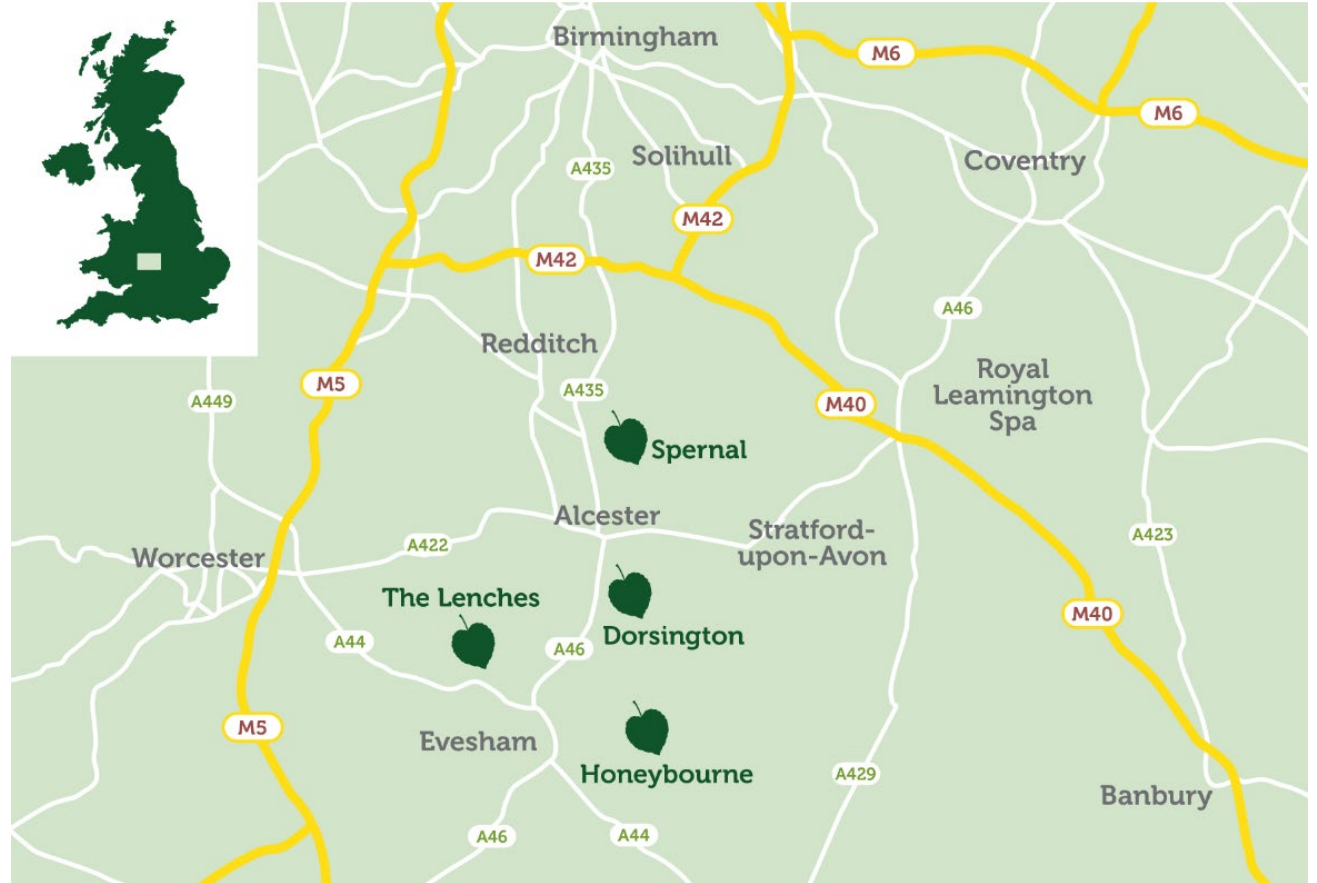 Birmingham
M6
M6
Solihull
Coventry
A435
M42
M42
A46
Redditch
Royal
Leamington
Spa
M5
A449
A435
M40
Spernal
Alcester
Stratford-
upon-Avon
A423
A422
Worcester
The Lenches
Dorsington
M40
A44
A46
M5
Evesham
Honeybourne
A429
Banbury
A46
A44